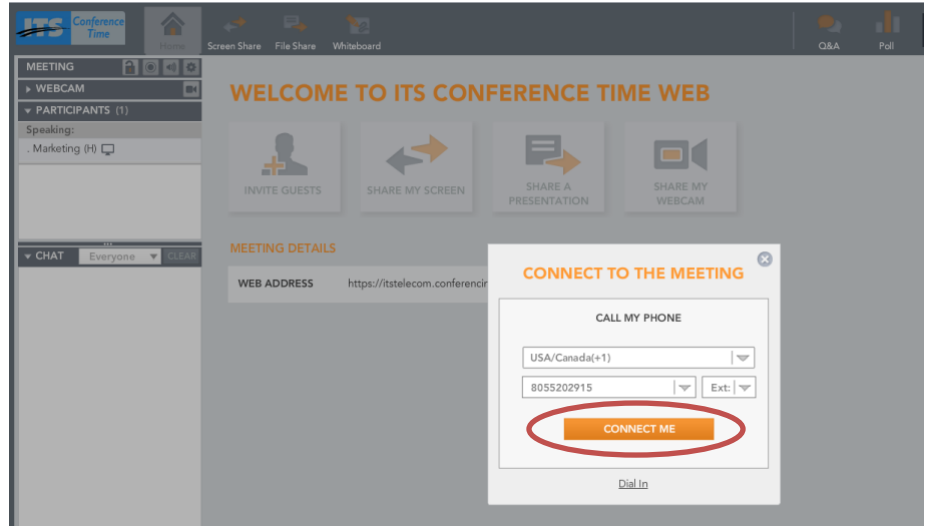 ITS Conference Time
Home
Screen Share File Share Whiteboard
Q&A Poll
MEETING
WEBCAM
PARTICIPANTS (1)
Speaking:
. Marketing (H)
CHAT Everyone CLEAR
WELCOME TO ITS CONFERENCE TIME WEB
INVITE GUESTS
SHARE MY SCREEN
SHARE A
PRESENTATION
SHARE MY
WEBCAM
MEETING DETAILS
WEB ADDRESS https://itstelecom.conferencin
CONNECT TO THE MEETING
CALL MY PHONE
USA/Canada(+1)
8055202915 Ext:
CONNECT ME
Dial In